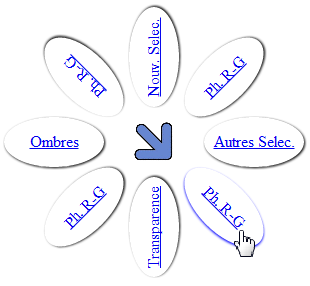 Nouv. Selec.
Ph. R-G
Ph. R-G
Ombres
Autres Selec.
Ph. R-G
Ph. R-G
Transparence